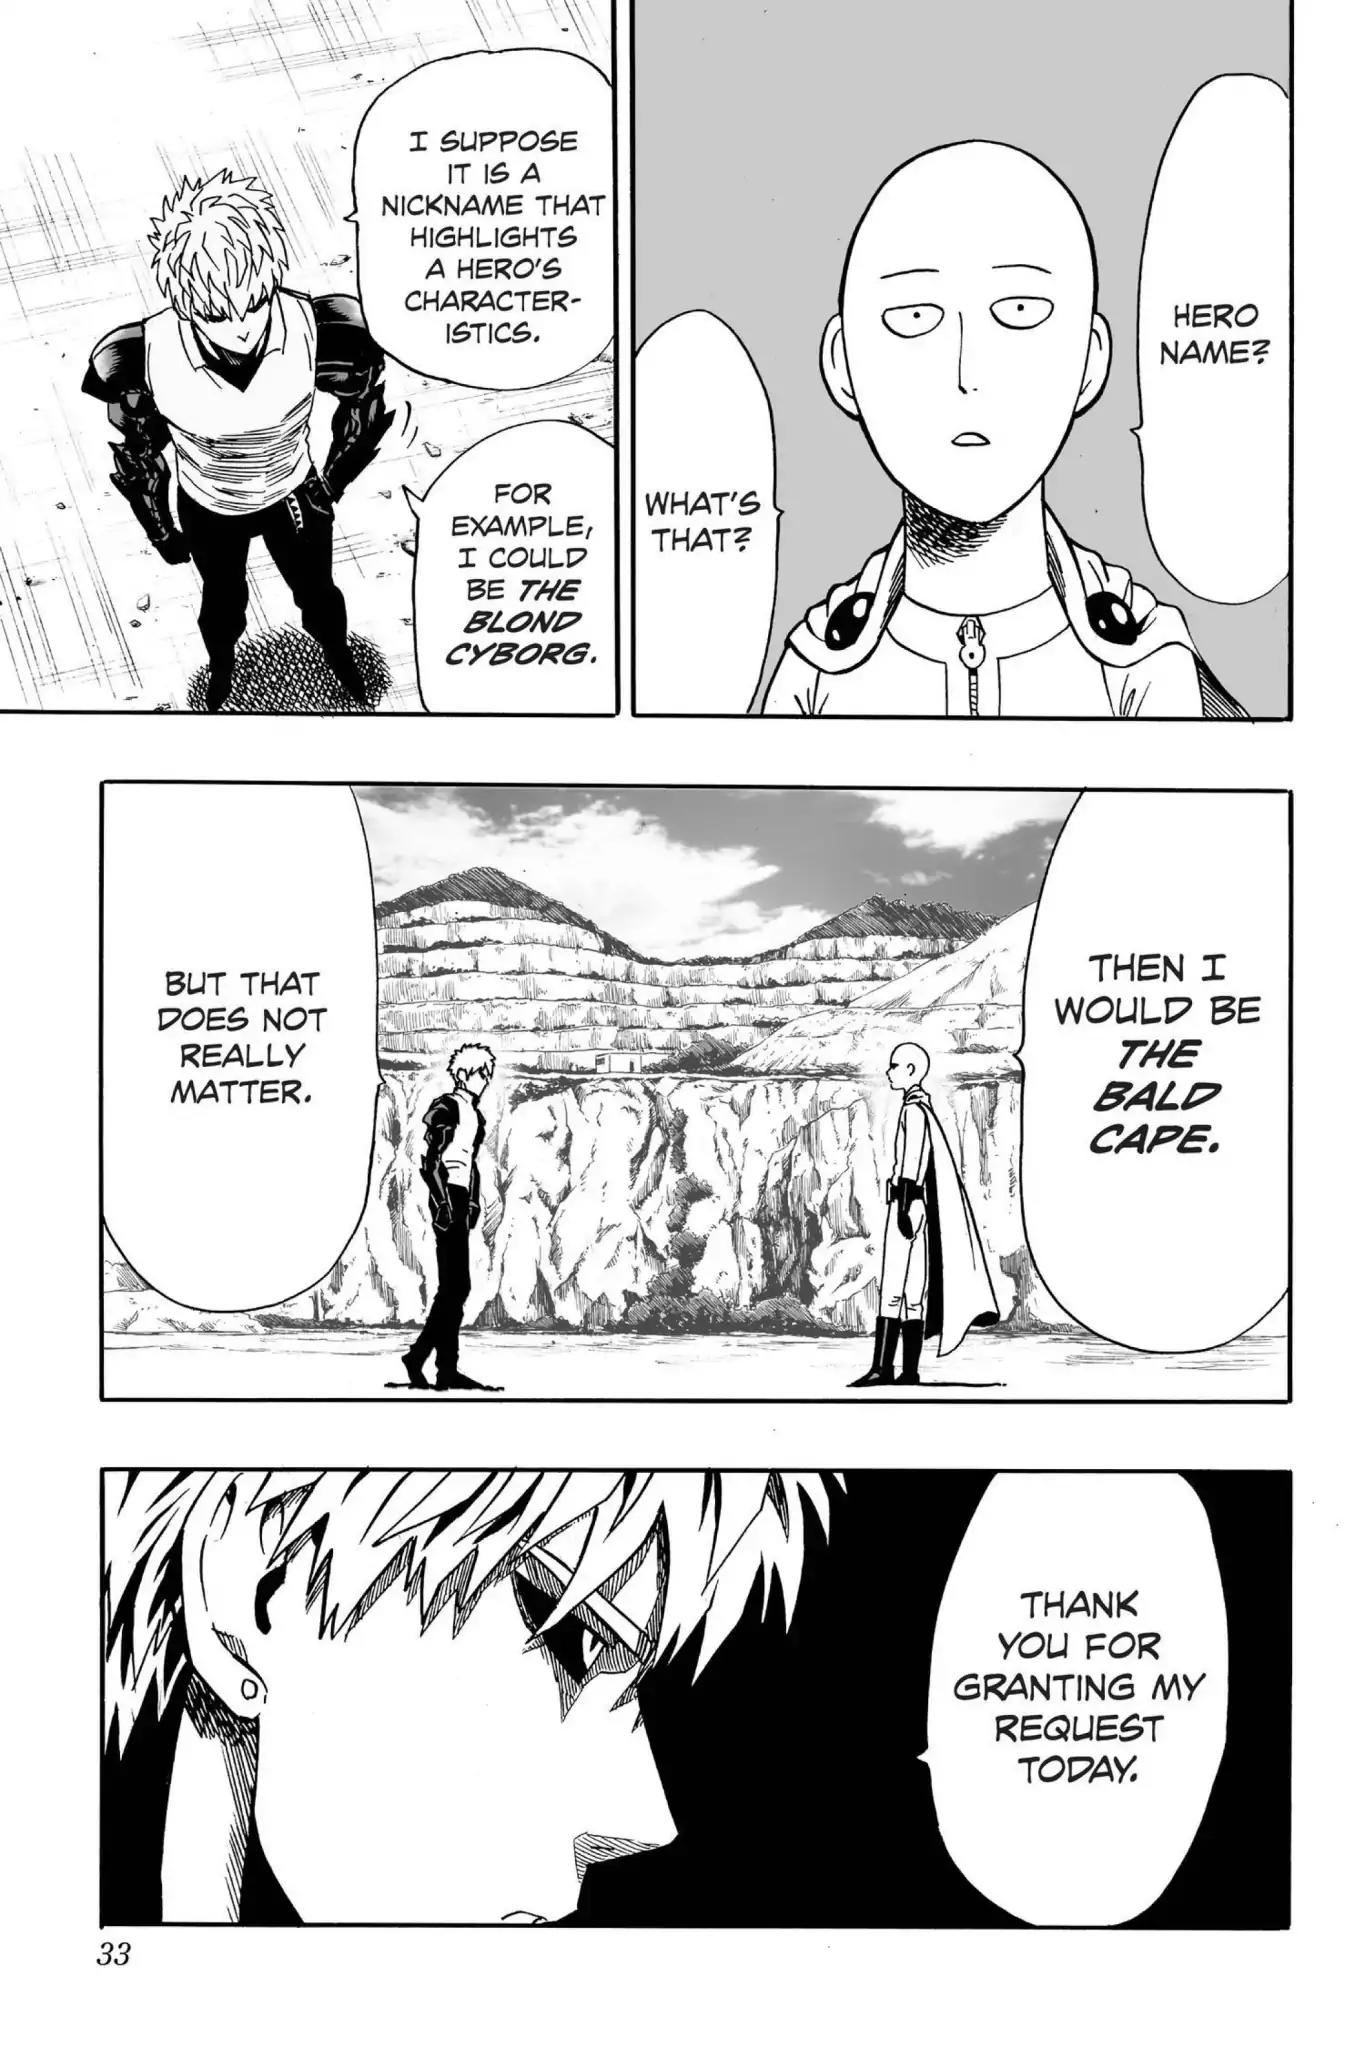 HERO
NAME?
WHAT'S
THAT?
I SUPPOSE
IT IS A
NICKNAME THAT
HIGHLIGHTS
A HERO'S
CHARACTER-
ISTICS.
FOR
EXAMPLE,
I COULD
BE THE
BLOND
CYBORG.
THEN I
WOULD BE
THE
BALD
CAPE.
BUT THAT
DOES NOT
REALLY
MATTER.
THANK
YOU FOR
GRANTING MY
REQUEST
TODAY.
33